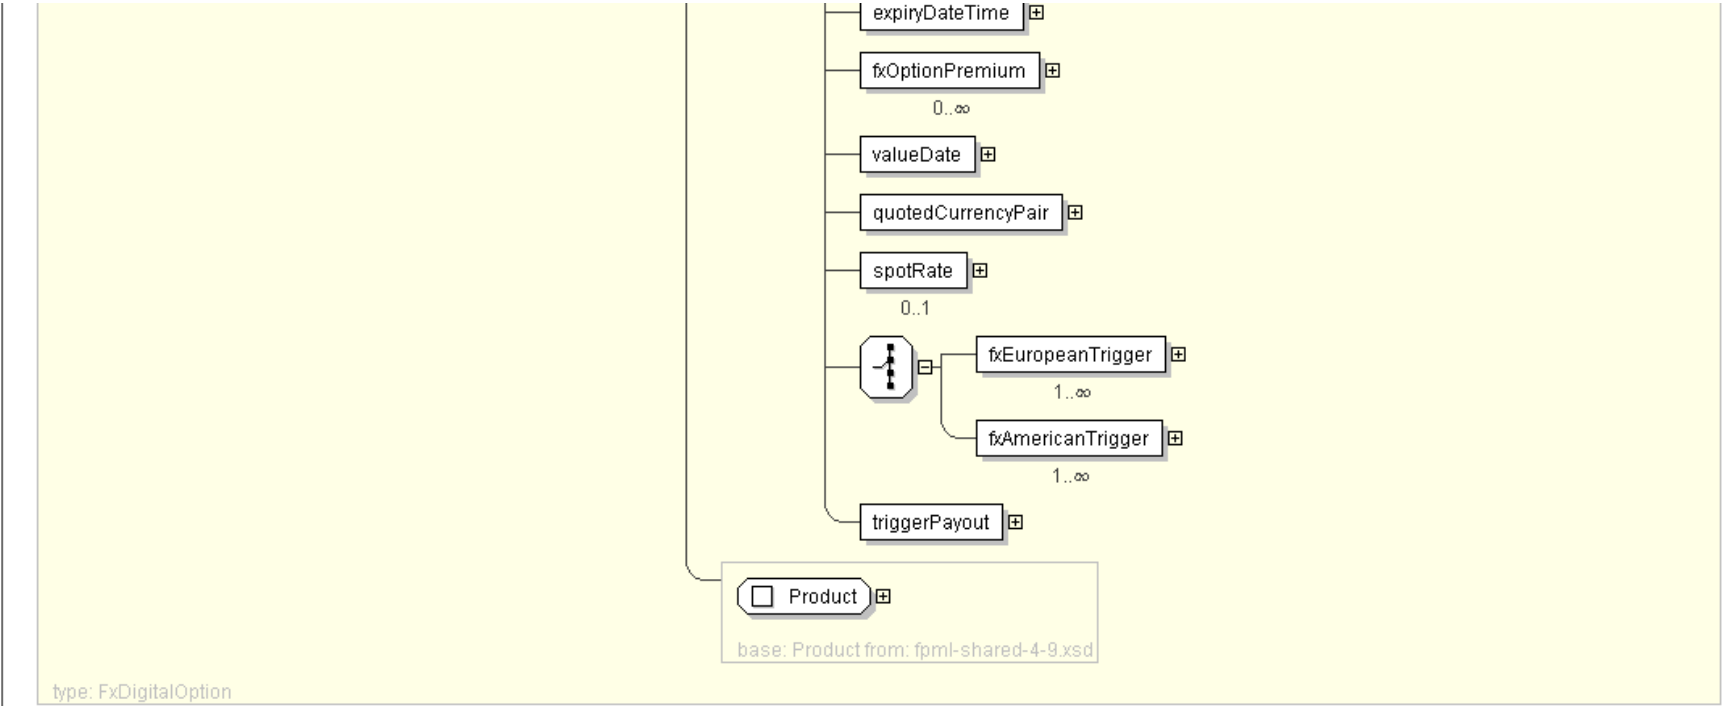 expiryDateTime
fxOptionPremium
0..∞
valueDate
quotedCurrencyPair
spotRate
0..1
fxEuropeanTrigger
1..∞
fxAmericanTrigger
1..∞
triggerPayout
Product
base: Product from: fpml-shared-4-9.xsd
type: FxDigitalOption